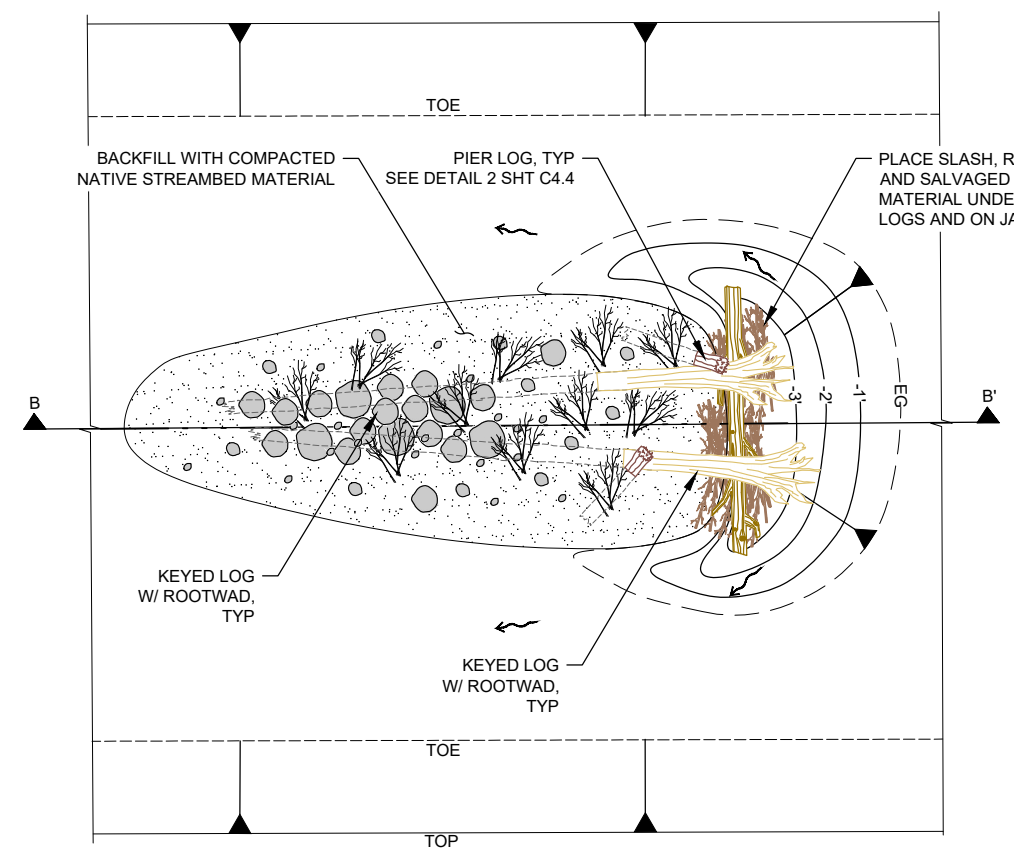 TOE
BACKFILL WITH COMPACTED
NATIVE STREAMBED MATERIAL
PIER LOG, TYP
SEE DETAIL 2 SHT C4.4
PLACE SLASH, R
AND SALVAGED
MATERIAL UNDE
LOGS AND ON JA
B
-3'
-2'
-1'
EG
B'
KEYED LOG
W/ ROOTWAD,
TYP
KEYED LOG
W/ ROOTWAD,
TYP
TOE
TOP